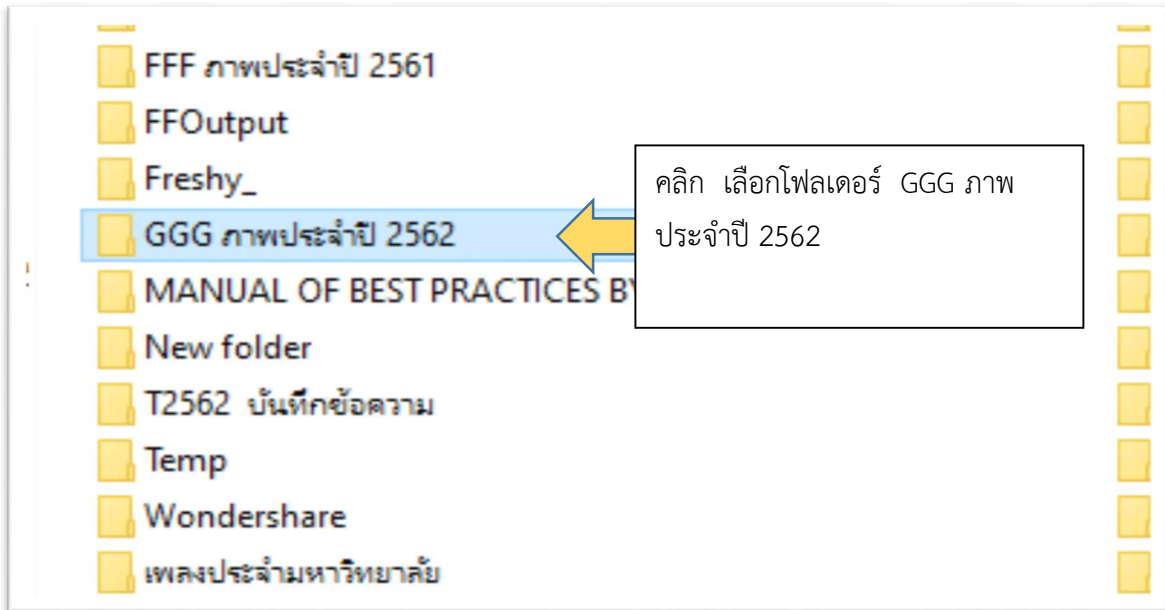 FFF ภาพประจำปี 2561
FFOutput
Freshy_
GGG ภาพประจำปี 2562
คลิก เลือกโฟลเดอร์ GGG ภาพ
ประจำปี 2562
MANUAL OF BEST PRACTICES
New folder
T2562 บันทึกข้อความ
Temp
Wondershare
เพลงประจำมหาวิทยาลัย